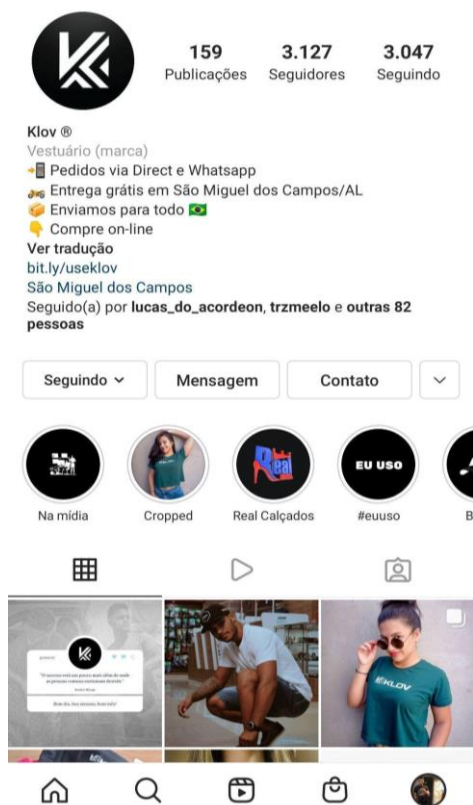 159 3.127 3.047
Publicações Seguidores Seguindo
Klov ®
Vestuário (marca)
Pedidos via Direct e Whatsapp
Entrega grátis em São Miguel dos Campos/AL
Enviamos para todo
Compre on-line
Ver tradução
bit.ly/useklov
São Miguel dos Campos
Seguido(a) por lucas_do_acordeon, trzmeelo e outras 82
pessoas
Seguindo Mensagem Contato
Real
EU USO
Na mídia Cropped Real Calçados #euuso B
KLOV